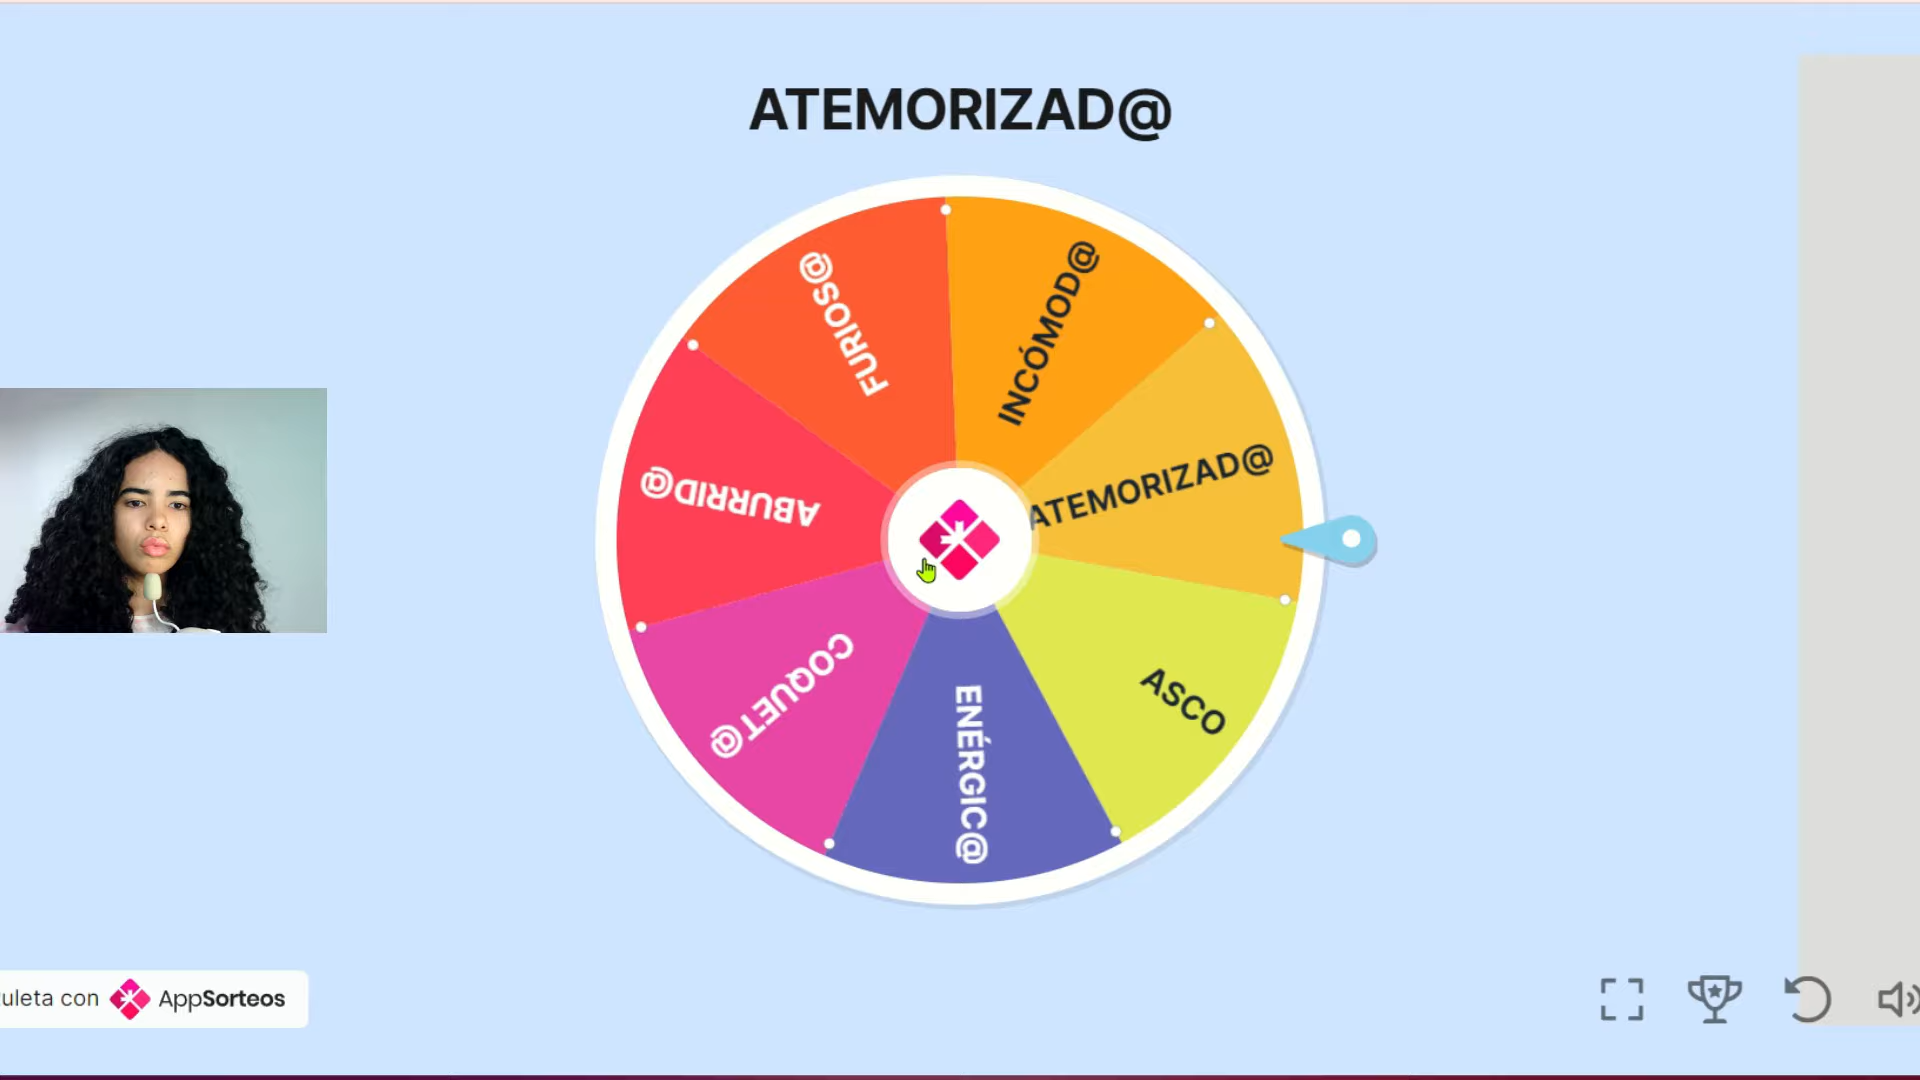 ATEMORIZAD@
FURIOS@
INCÓMOD@
ATEMORIZAD@
ABURRID@
COQUET@
ENÉRGIC@
ASCO
uleta con AppSorteos